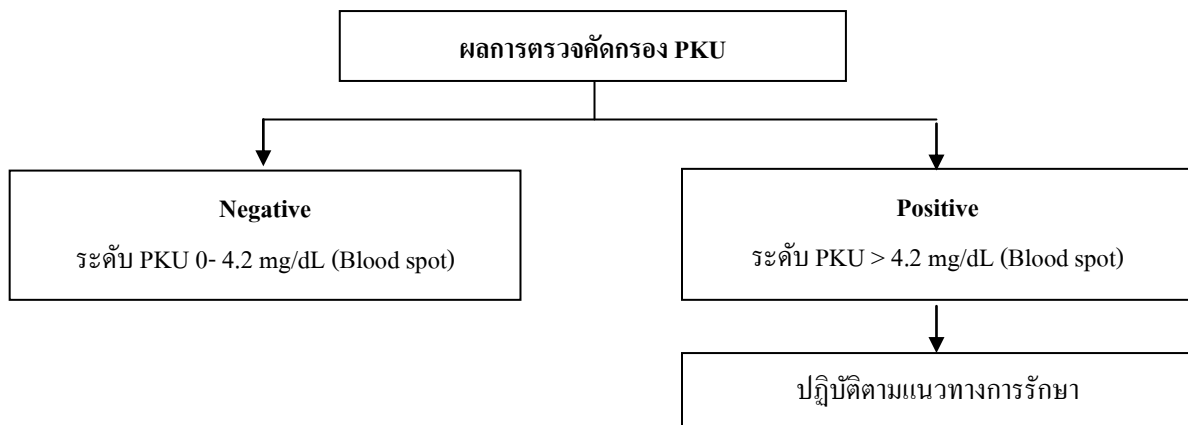 ผลการตรวจคัดกรอง PKU
Negative
ระดับ PKU 0- 4.2 mg/dL (Blood spot)
Positive
ระดับ PKU > 4.2 mg/dL (Blood spot)
ปฏิบัติตามแนวทางการรักษา